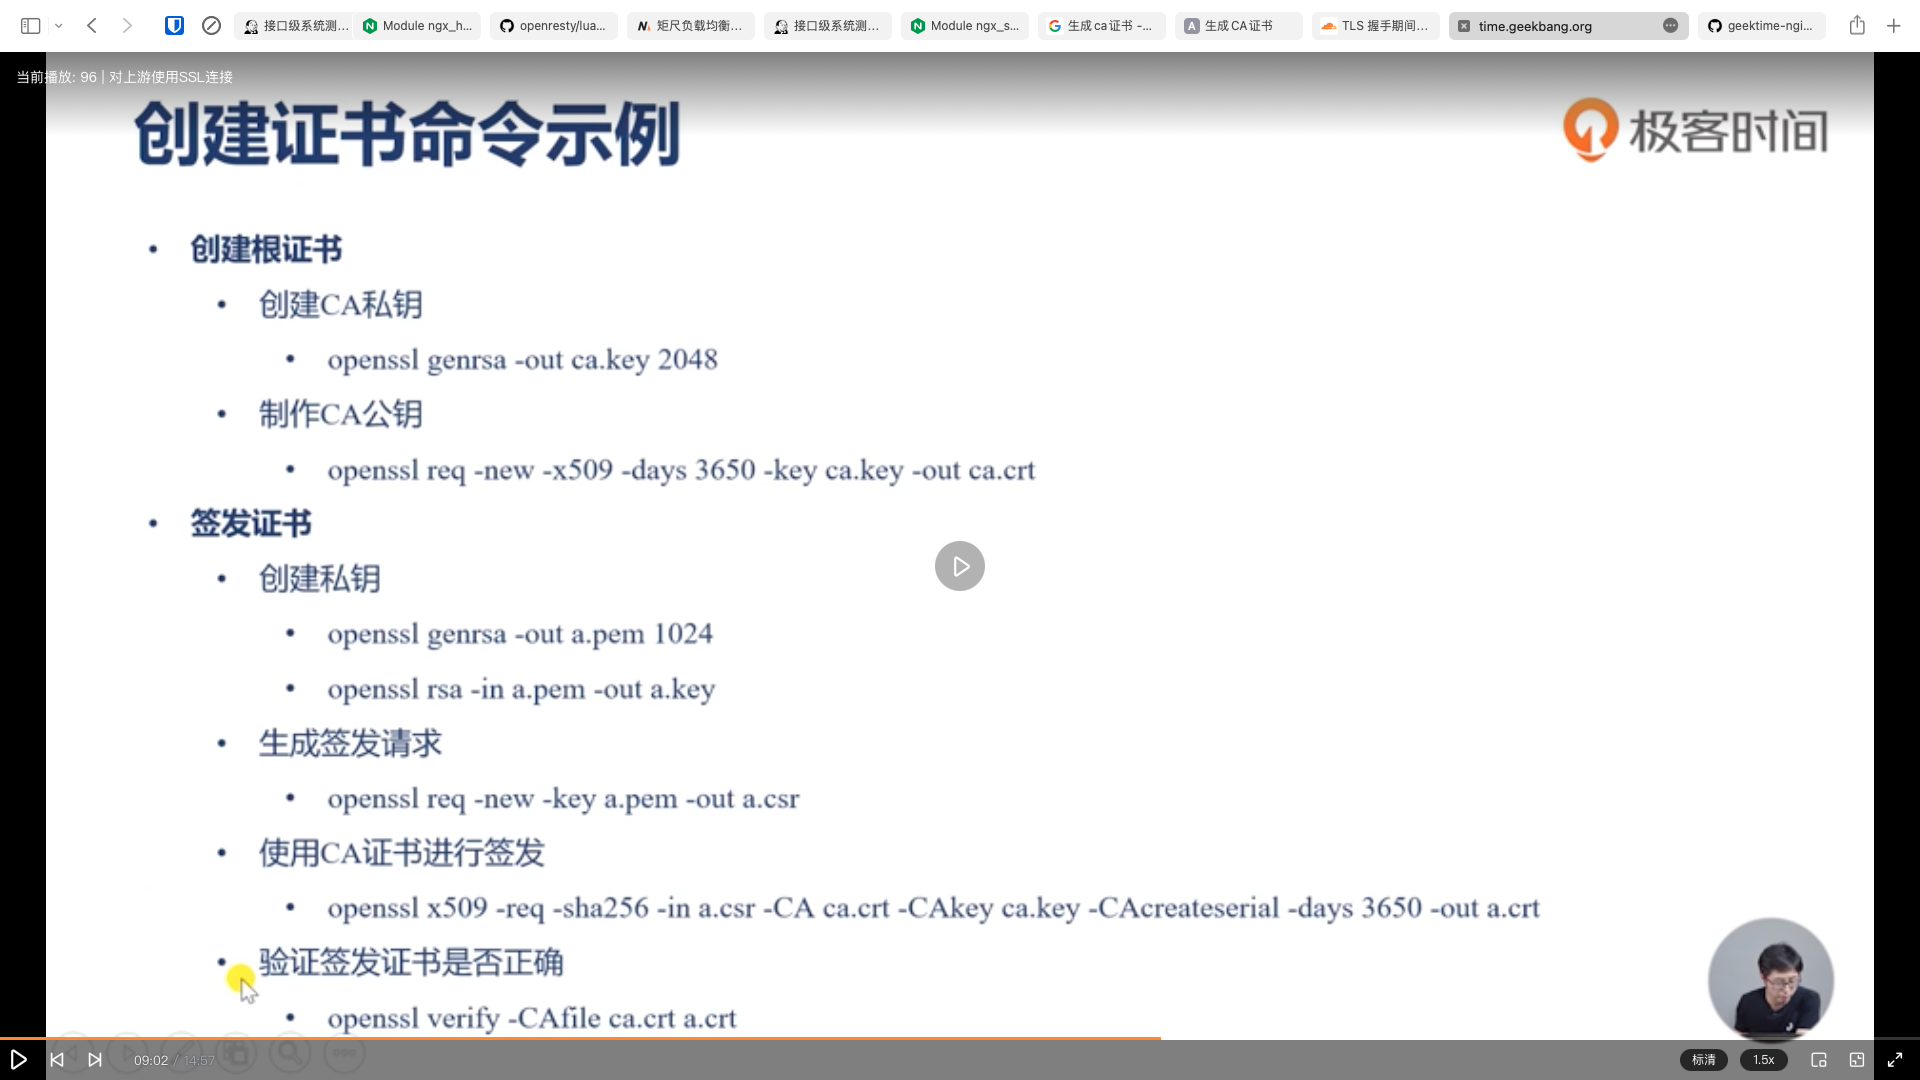 接口级系统测...
Module ngx_h...
openresty/lua...
矩尺负载均衡...
接口级系统测...
Module ngx_s...
生成ca证书 -...
生成CA证书
TLS 握手期间...
time.geekbang.org
geektime-ngi...
当前播放: 96 | 对上游使用SSL连接
创建证书命令示例
极客时间
• 创建根证书
• 创建CA私钥
• openssl genrsa -out ca.key 2048
• 制作CA公钥
• openssl req -new -x509 -days 3650 -key ca.key -out ca.crt
• 签发证书
• 创建私钥
• openssl genrsa -out a.pem 1024
• openssl rsa -in a.pem -out a.key
• 生成签发请求
• openssl req -new -key a.pem -out a.csr
• 使用CA证书进行签发
• openssl x509 -req -sha256 -in a.csr -CA ca.crt -CAkey ca.key -CAcreateserial -days 3650 -out a.crt
• 验证签发证书是否正确
• openssl verify -CAfile ca.crt a.crt
09:02 / 14:57
标清
1.5x